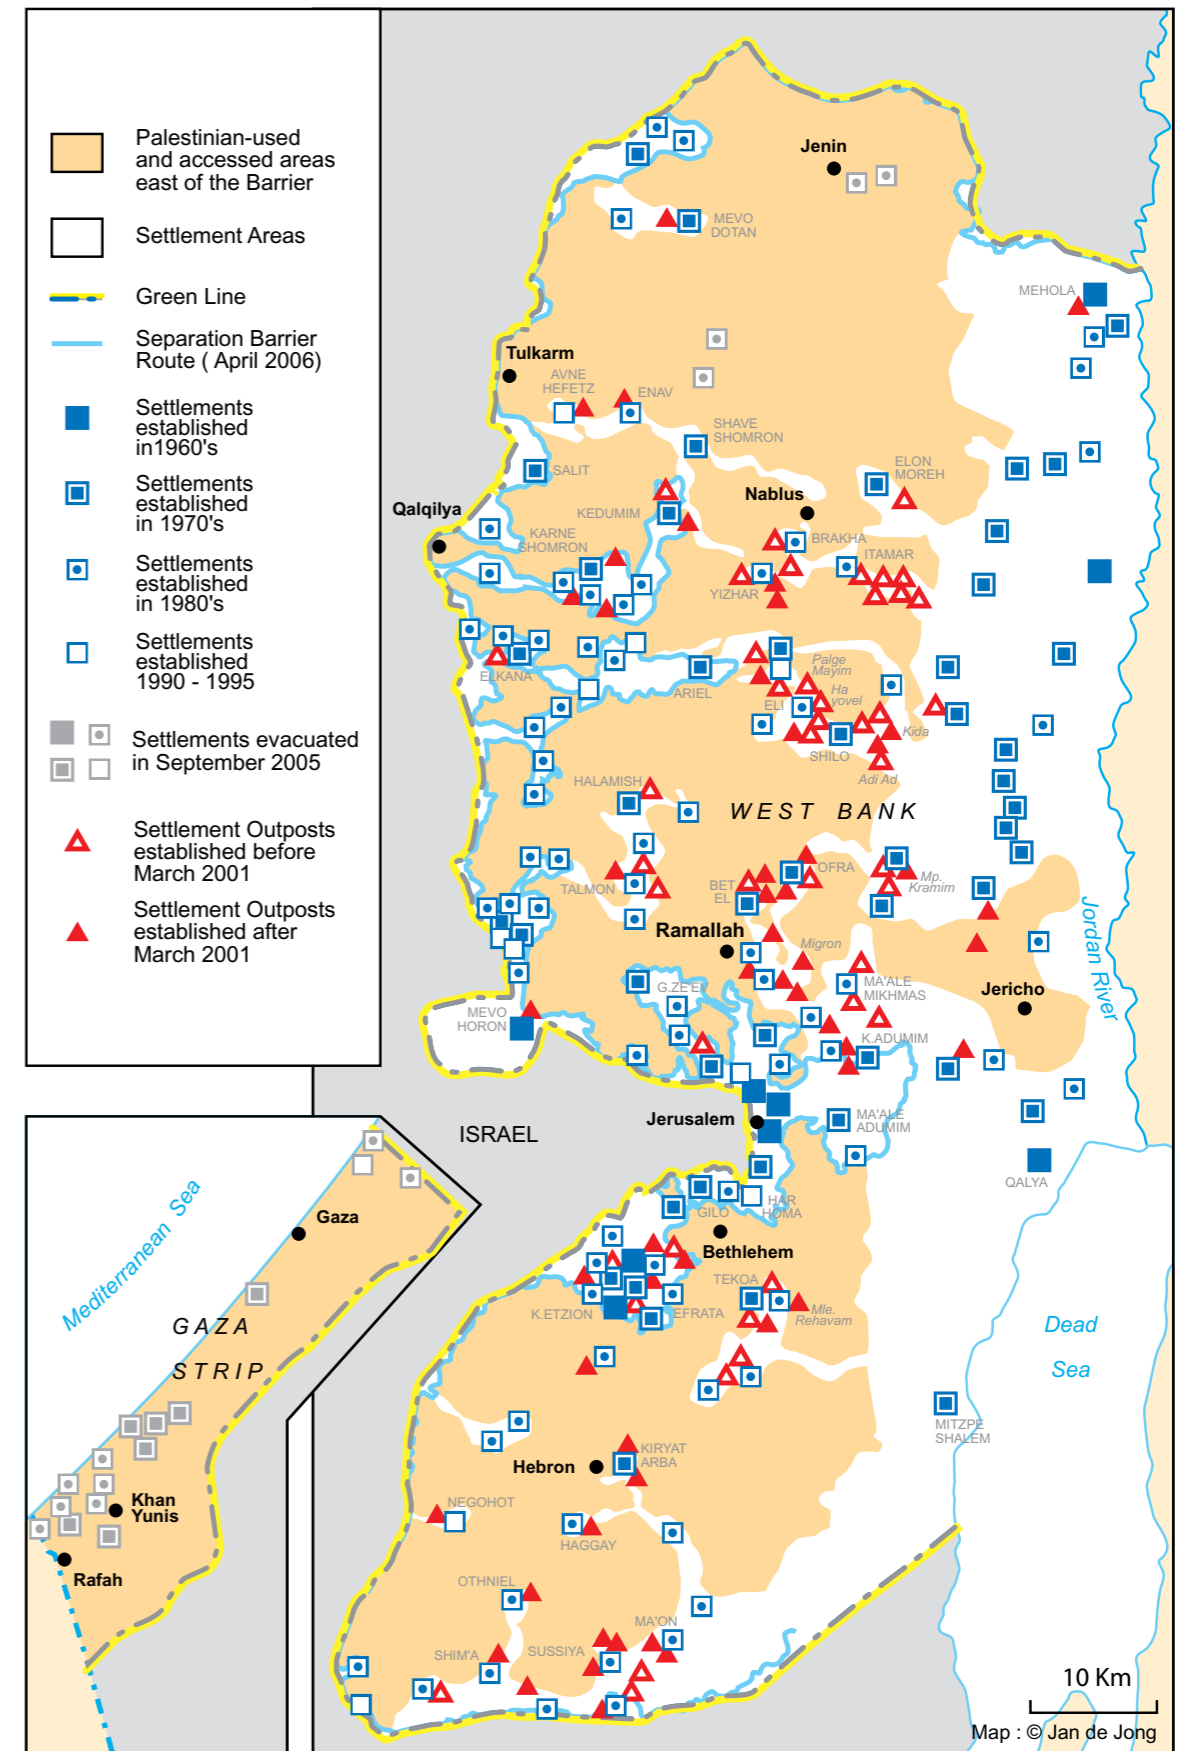 Palestinian-used
and accessed areas
east of the Barrier
Settlement Areas
Green Line
Separation Barrier
Route ( April 2006)
Settlements
established
in1960's
Settlements
established
in 1970's
Settlements
established
in 1980's
Settlements
established
1990 - 1995
Settlements evacuated
in September 2005
Settlement Outposts
established before
March 2001
Settlement Outposts
established after
March 2001
Jenin
MEVO
DOTAN
MEHOLA
Tulkarm
AVNE
HEFETZ
ENAV
SHAVE
SHOMRON
SALIT
ELON
MOREH
Nablus
Qalqilya
KEDUMIM
KARNE
SHOMRON
BRAKHA
ITAMAR
YIZHAR
ELKANA
ARIEL
Palge
Mayim
Ha
yovel
ELI
Kida
SHILO
Adi Ad
HALAMISH
WEST BANK
TALMON
BET
EL
OFRA
Mp.
Kramim
Ramallah
Migron
Jordan River
G.ZE'EV
MA'ALE
MIKHMAS
Jericho
MEVO
HORON
K.ADUMIM
Jerusalem
ISRAEL
MA'ALE
ADUMIM
QALYA
GILO
HAR
HOMA
Bethlehem
TEKOA
Mle.
Rehavam
K.ETZION
EFRATA
Dead
Sea
MITZPE
SHALEM
KIRYAT
ARBA
Hebron
NEGOHOT
HAGGAY
OTHNIEL
MA'ON
SHIM'A
SUSSIYA
Mediterranean Sea
Gaza
GAZA
STRIP
Khan
Yunis
Rafah
10 Km
Map : © Jan de Jong